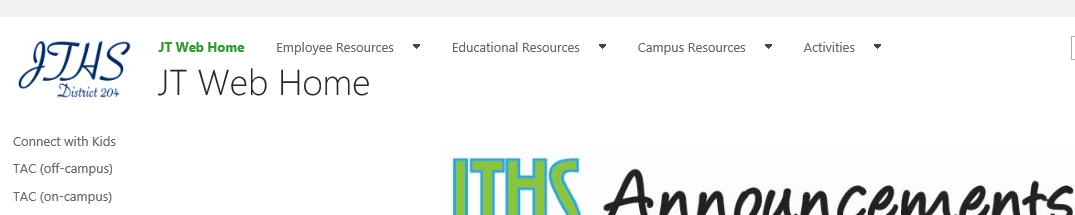 JTHS
District 204
JT Web Home Employee Resources Educational Resources Campus Resources Activities
JT Web Home
Connect with Kids
TAC (off-campus)
TAC (on-campus)
JTHS Announcements